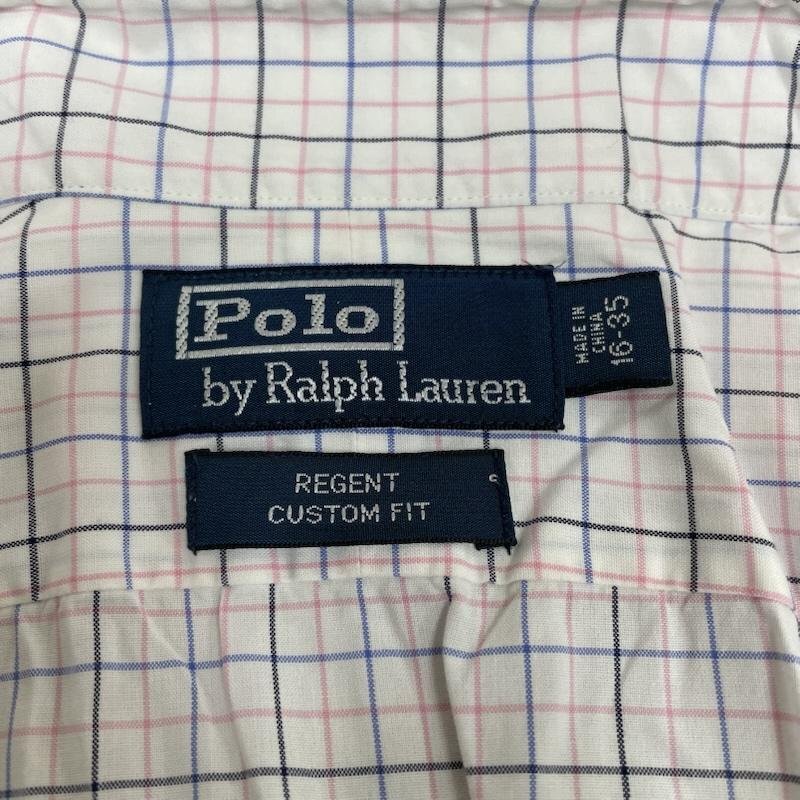 Polo
by Ralph Lauren
MADE IN
CHINA
16-35
REGENT
CUSTOM FIT